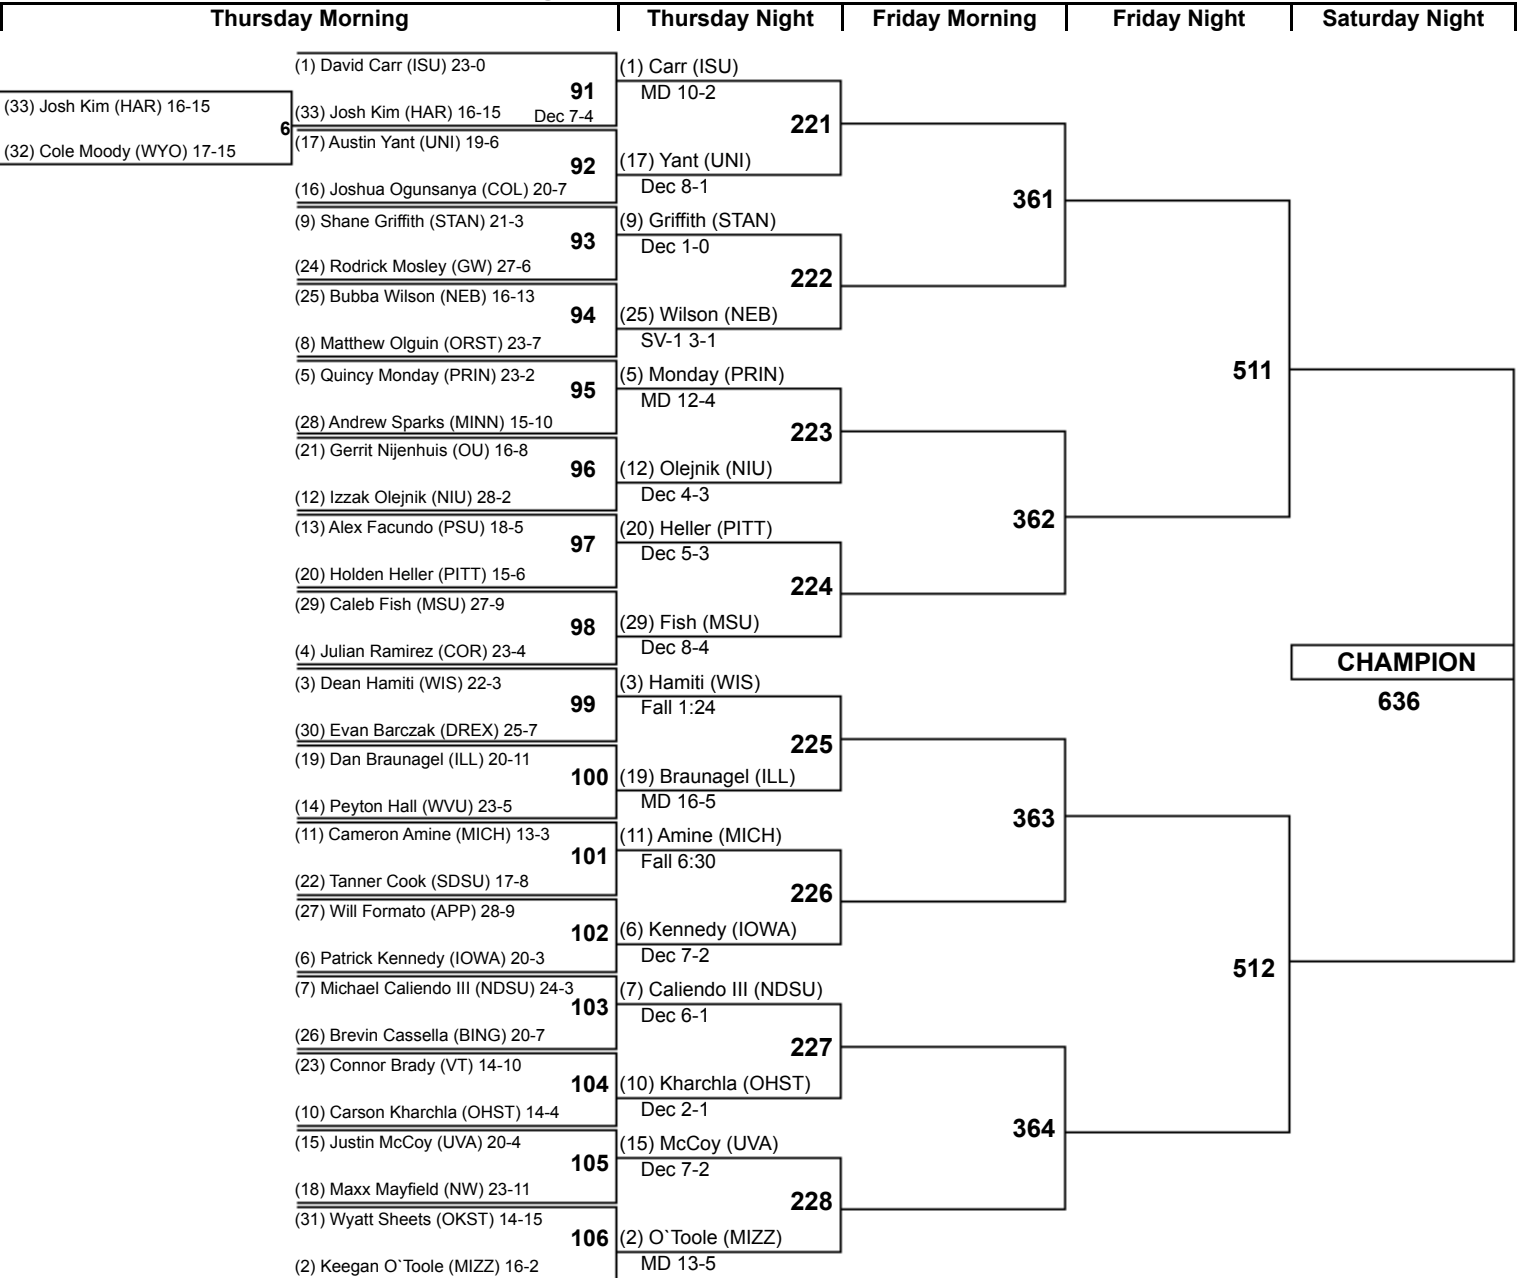 Thursday Morning
Thursday Night
Friday Morning
Friday Night
Saturday Night
(33) Josh Kim (HAR) 16-15
6
(32) Cole Moody (WYO) 17-15
(1) David Carr (ISU) 23-0
91
(33) Josh Kim (HAR) 16-15
Dec 7-4
(17) Austin Yant (UNI) 19-6
92
(16) Joshua Ogunsanya (COL) 20-7
(9) Shane Griffith (STAN) 21-3
93
(24) Rodrick Mosley (GW) 27-6
(25) Bubba Wilson (NEB) 16-13
94
(8) Matthew Olguin (ORST) 23-7
(5) Quincy Monday (PRIN) 23-2
95
(28) Andrew Sparks (MINN) 15-10
(21) Gerrit Nijenhuis (OU) 16-8
96
(12) Izzak Olejnik (NIU) 28-2
(13) Alex Facundo (PSU) 18-5
97
(20) Holden Heller (PITT) 15-6
(29) Caleb Fish (MSU) 27-9
98
(4) Julian Ramirez (COR) 23-4
(3) Dean Hamiti (WIS) 22-3
99
(30) Evan Barczak (DREX) 25-7
(19) Dan Braunagel (ILL) 20-11
100
(14) Peyton Hall (WVU) 23-5
(11) Cameron Amine (MICH) 13-3
101
(22) Tanner Cook (SDSU) 17-8
(27) Will Formato (APP) 28-9
102
(6) Patrick Kennedy (IOWA) 20-3
(7) Michael Caliendo III (NDSU) 24-3
103
(26) Brevin Cassella (BING) 20-7
(23) Connor Brady (VT) 14-10
104
(10) Carson Kharchla (OHST) 14-4
(15) Justin McCoy (UVA) 20-4
105
(18) Maxx Mayfield (NW) 23-11
(31) Wyatt Sheets (OKST) 14-15
106
(2) Keegan O`Toole (MIZZ) 16-2
(1) Carr (ISU)
MD 10-2
221
(17) Yant (UNI)
Dec 8-1
(9) Griffith (STAN)
Dec 1-0
222
(25) Wilson (NEB)
SV-1 3-1
(5) Monday (PRIN)
MD 12-4
223
(12) Olejnik (NIU)
Dec 4-3
(20) Heller (PITT)
Dec 5-3
224
(29) Fish (MSU)
Dec 8-4
(3) Hamiti (WIS)
Fall 1:24
225
(19) Braunagel (ILL)
MD 16-5
(11) Amine (MICH)
Fall 6:30
226
(6) Kennedy (IOWA)
Dec 7-2
(7) Caliendo III (NDSU)
Dec 6-1
227
(10) Kharchla (OHST)
Dec 2-1
(15) McCoy (UVA)
Dec 7-2
228
(2) O`Toole (MIZZ)
MD 13-5
361
362
363
364
511
512
CHAMPION
636